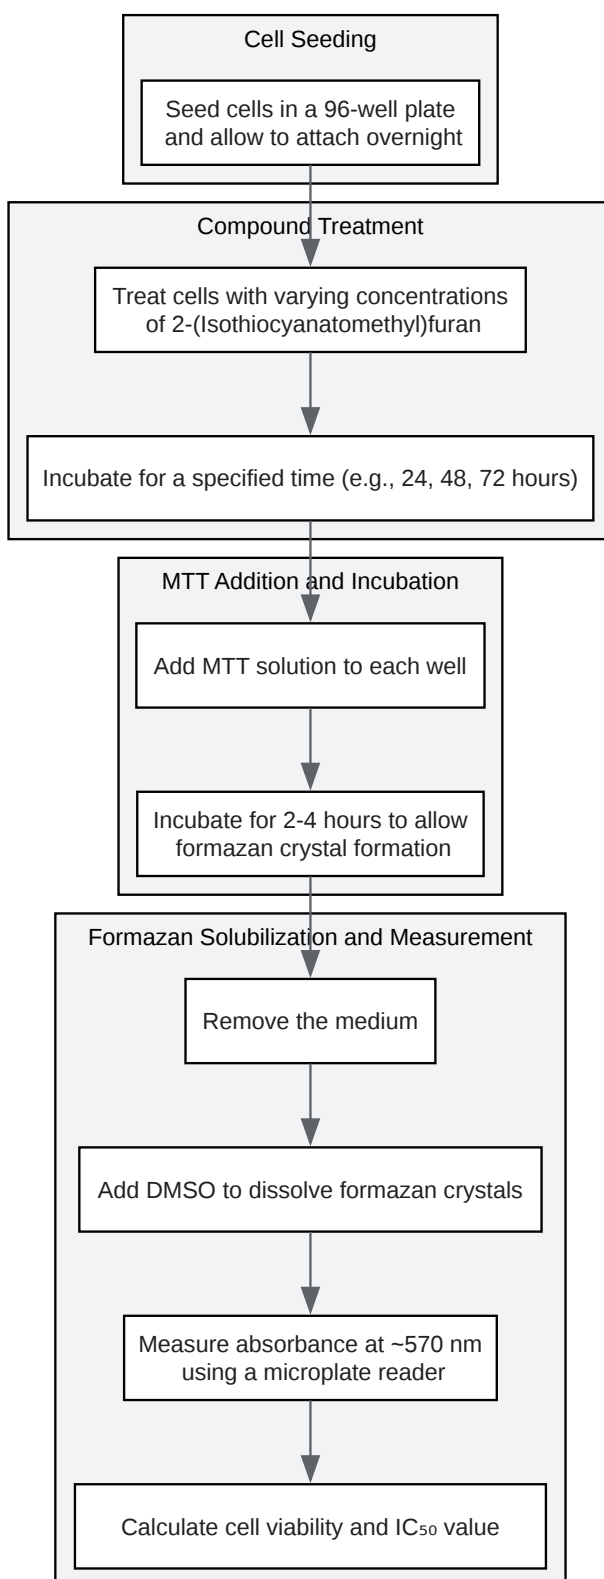 Cell Seeding
Seed cells in a 96-well plate
and allow to attach overnight
Compound Treatment
Treat cells with varying concentrations
of 2-(Isothiocyanatomethyl)furan
Incubate for a specified time (e.g., 24, 48, 72 hours)
MTT Addition and Incubation
Add MTT solution to each well
Incubate for 2-4 hours to allow
formazan crystal formation
Formazan Solubilization and Measurement
Remove the medium
Add DMSO to dissolve formazan crystals
Measure absorbance at ~570 nm
using a microplate reader
Calculate cell viability and IC₅₀ value